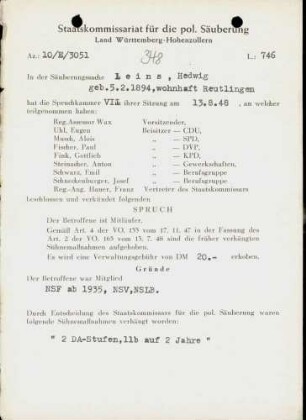 Staatskommissariat für die pol. Säuberung
Land Württemberg-Hohenzollern
Az.: 10/E/3051 348 L.: 746
In der Säuberungssache Leins, Hedwig
geb.5.2.1894,wohnhaft Reutlingen
hat die Spruchkammer VII ihrer Sitzung am 13.8.48 , an welcher
teilgenommen haben:
Reg.Assessor Wax Vorsitzender,
Uhl, Eugen Beisitzer — CDU,
Munk, Alois „ — SPD,
Fischer, Paul „ — DVP,
Fink, Gottlieb „ — KPD,
Steinacher, Anton „ — Gewerkschaften,
Schwarz, Emil „ — Berufsgruppe
Schnekenburger, Josef „ — Berufsgruppe
Reg.-Ang. Hauer, Franz Vertreter des Staatskommissars
beschlossen und verkündet folgenden
SPRUCH
Der Betroffene ist Mitläufer.
Gemäß Art. 4 der VO. 133 vom 17. 11. 47 in der Fassung des
Art. 2 der VO. 165 vom 15. 7. 48 sind die früher verhängten
Sühnemaßnahmen aufgehoben.
Es wird eine Verwaltungsgebühr von DM 20.- erhoben.
Gründe
Der Betroffene war Mitglied
NSF ab 1935, NSV,NSLB.
Durch Entscheidung des Staatskommissars für die pol. Säuberung waren
folgende Sühnemaßnahmen verhängt worden:
" 2 DA-Stufen,11b auf 2 Jahre "